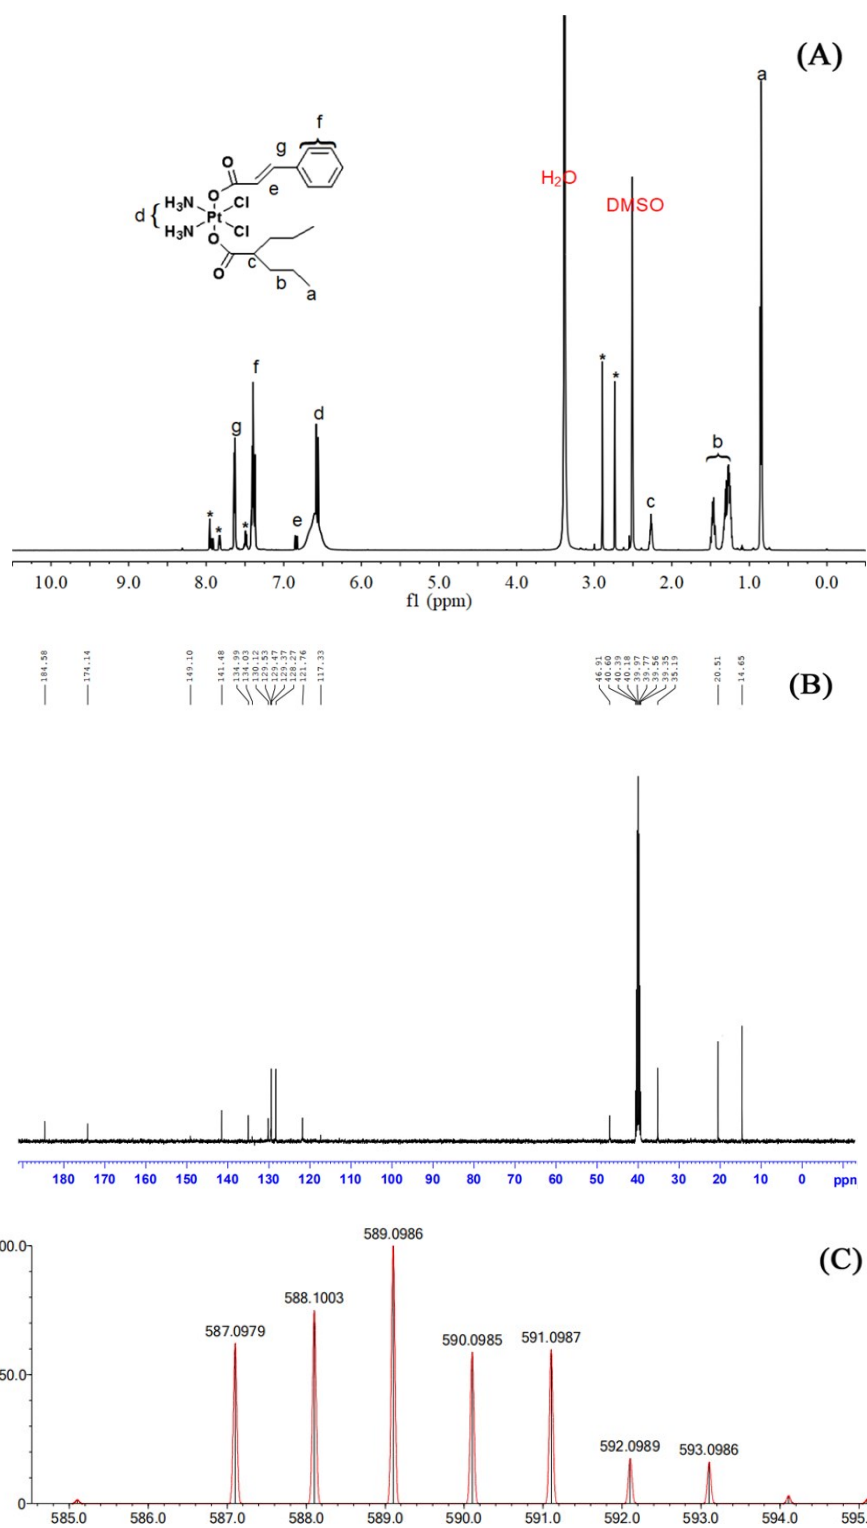 (A)
a
f
g
O
e
O
H₃N
Cl
d {
Pt
H₃N
Cl
O
O
c
b
a
H₂O
DMSO
f
g
d
e
*
*
*
*
*
b
c
10.0 9.0 8.0 7.0 6.0 5.0 4.0 3.0 2.0 1.0 0.0
f1 (ppm)
184.58
174.14
149.10
141.48
134.99
134.03
130.12
129.53
129.47
129.37
128.27
121.76
117.33
46.91
40.60
40.39
40.18
39.97
39.77
39.56
39.35
35.19
20.51
14.65
(B)
180 170 160 150 140 130 120 110 100 90 80 70 60 50 40 30 20 10 0 ppm
(C)
00.0
50.0
0
587.0979
588.1003
589.0986
590.0985
591.0987
592.0989
593.0986
585.0 586.0 587.0 588.0 589.0 590.0 591.0 592.0 593.0 594.0 595.